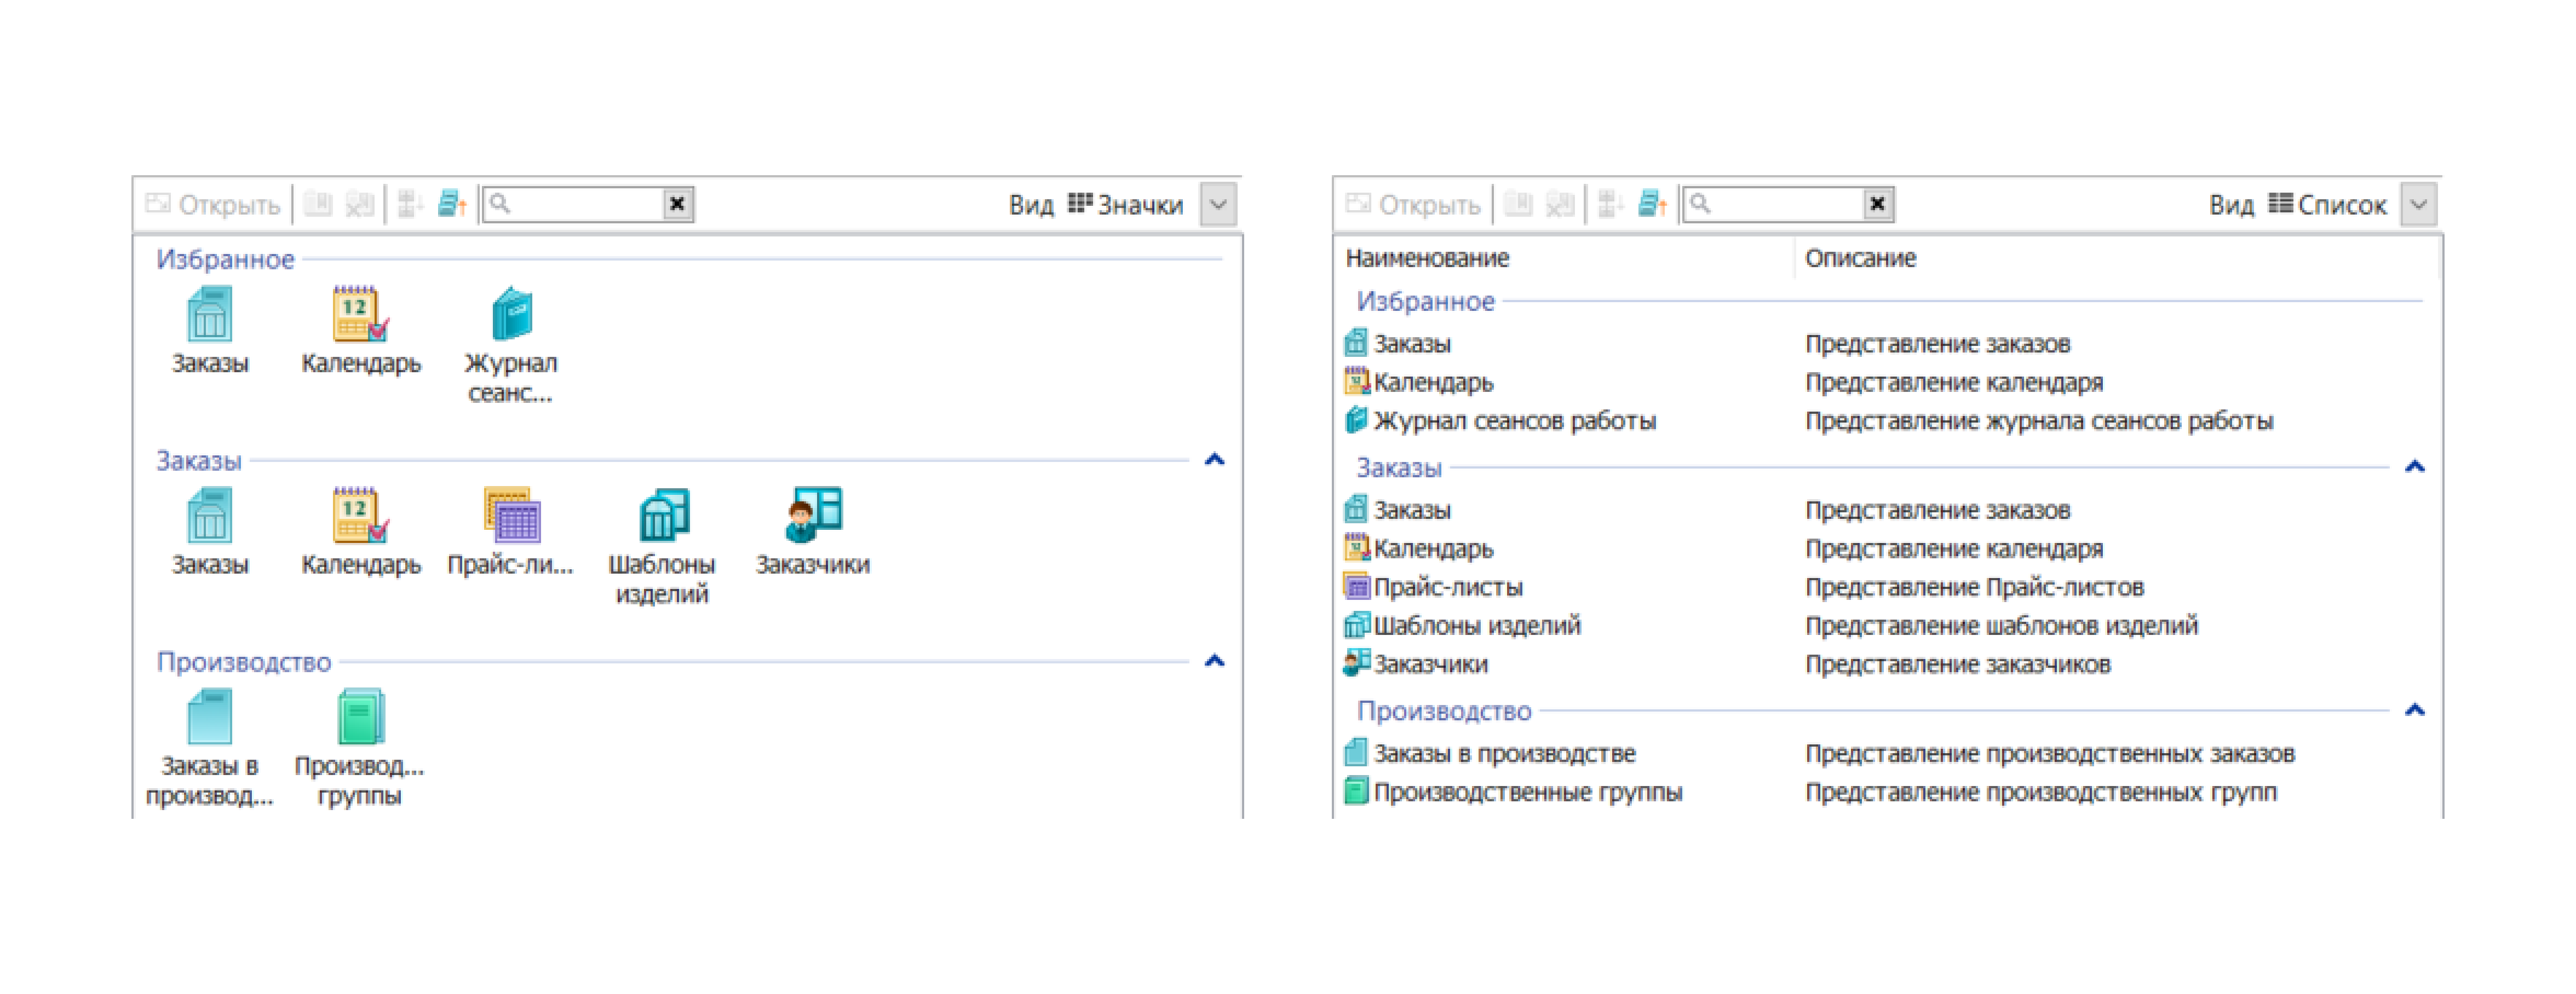 Открыть Вид Значки
Избранное
12
Заказы Календарь Журнал
сеанс...
Заказы
12
Заказы Календарь Прайс-ли... Шаблоны Заказчики
изделий
Производство
Заказы в Производ...
производ... группы
Открыть Вид Список
Наименование Описание
Избранное
Заказы Представление заказов
Календарь Представление календаря
Журнал сеансов работы Представление журнала сеансов работы
Заказы
Заказы Представление заказов
Календарь Представление календаря
Прайс-листы Представление Прайс-листов
Шаблоны изделий Представление шаблонов изделий
Заказчики Представление заказчиков
Производство
Заказы в производстве Представление производственных заказов
Производственные группы Представление производственных групп